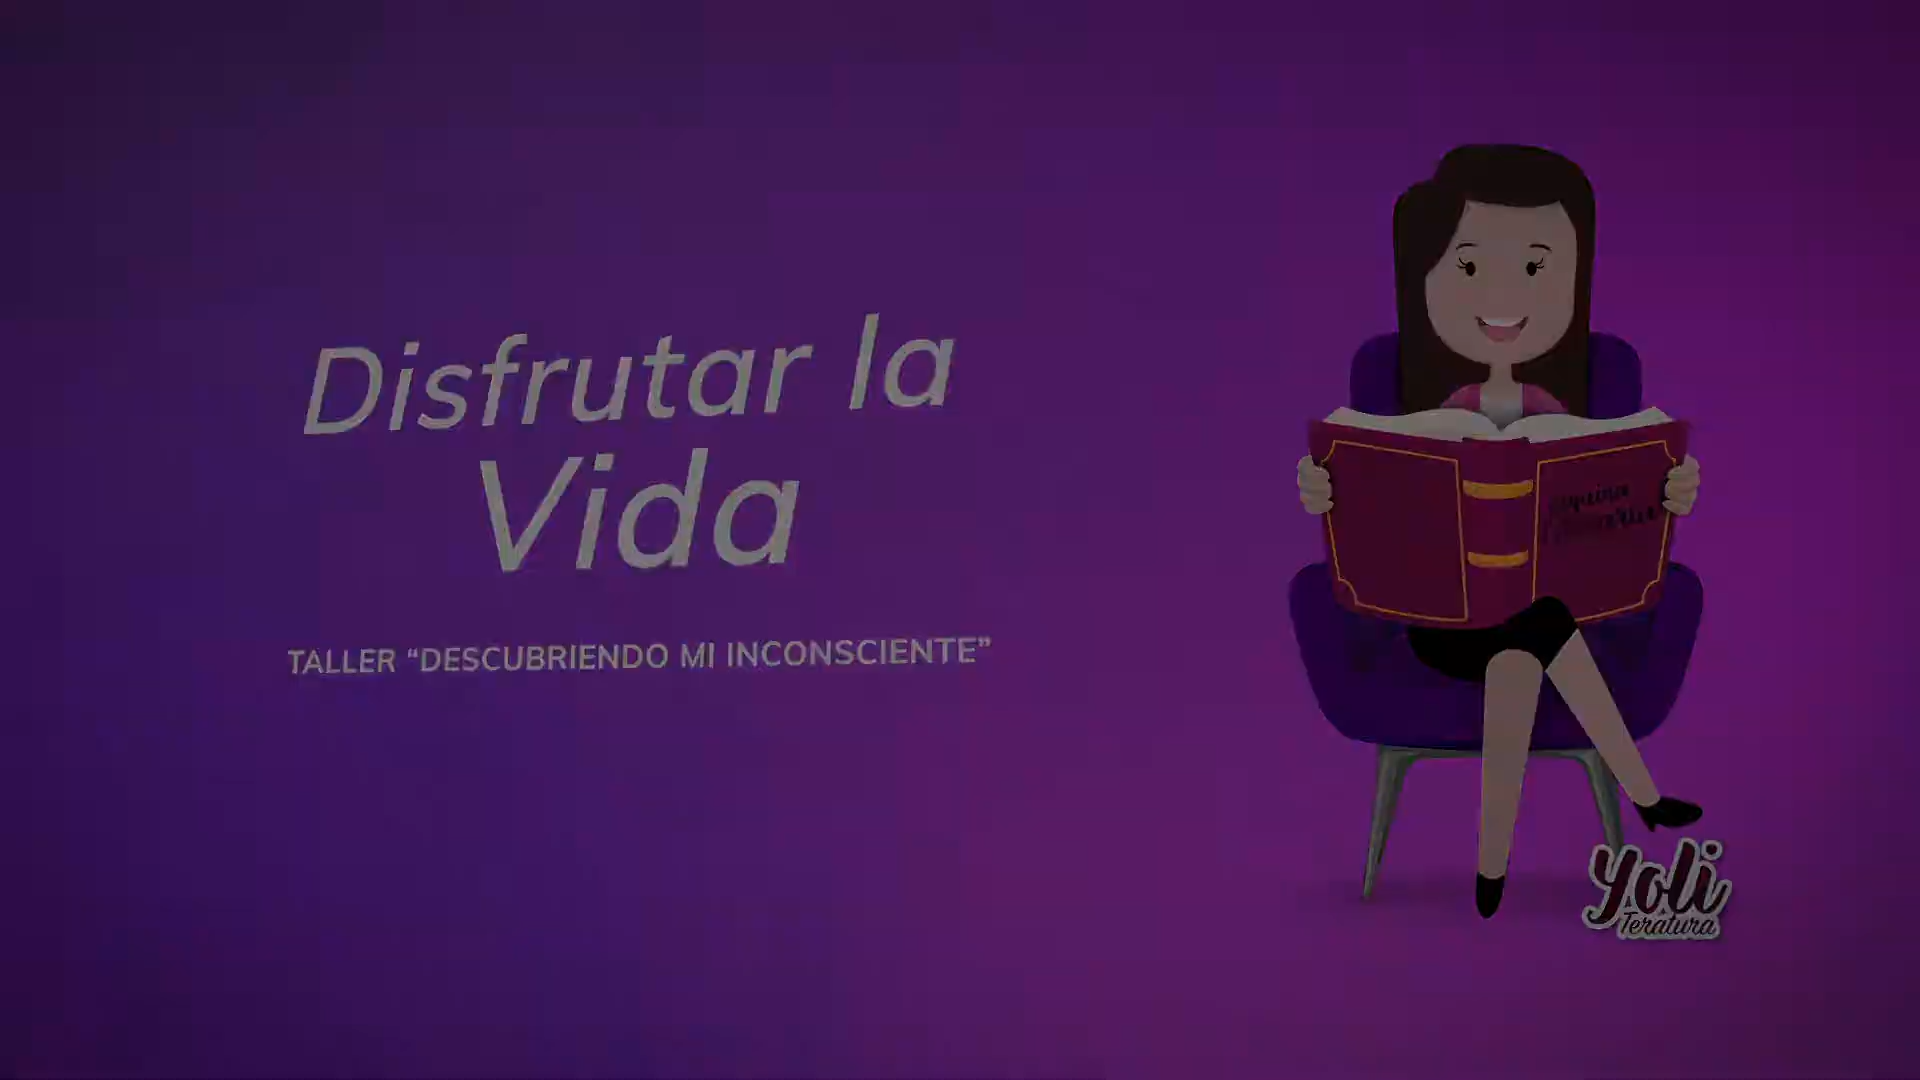 Disfrutar la
Vida
TALLER “DESCUBRIENDO MI INCONSCIENTE”
Yoli
Teratura